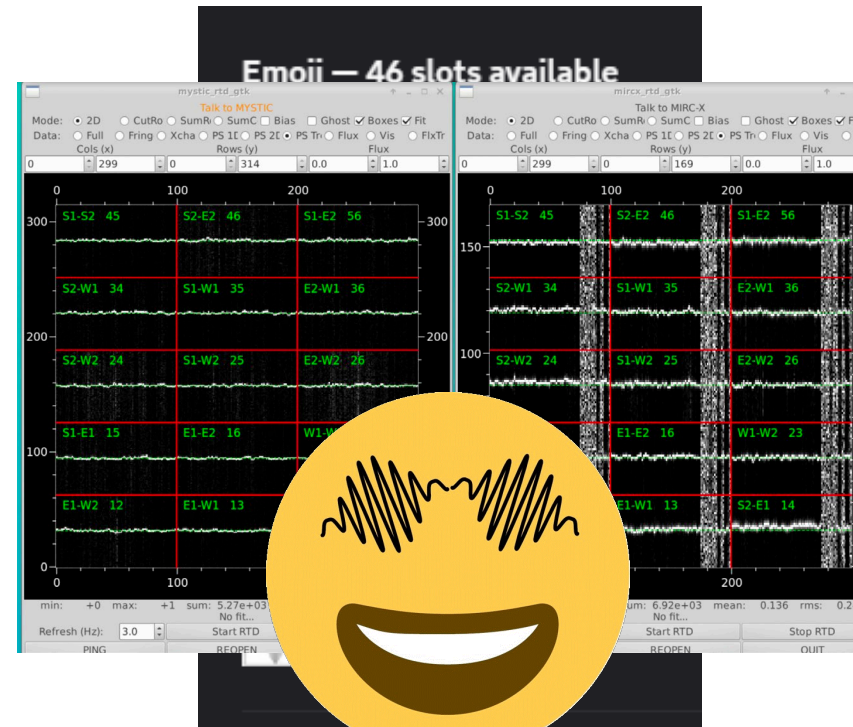 Emoji — 46 slots available
mystic_rtd_gtk
Talk to MYSTIC
Mode: 2D CutRo SumR SumC Bias Ghost Boxes Fit
Data: Full Fring Xcha PS 1D PS 2D PS Tr Flux Vis FlxTr
Cols (x) Rows (y) Flux
0 299 0 314 0.0 1.0
0 100 200
300 300
S1-S2 45 S2-E2 46 S1-E2 56
S2-W1 34 S1-W1 35 E2-W1 36
200 200
S2-W2 24 S1-W2 25 E2-W2 26
S1-E1 15 E1-E2 16
100
E1-W2 12 E1-W1 13
0
0 100
min: +0 max: +1 sum: 5.27e+03
No fit...
Refresh (Hz): 3.0 Start RTD
PING REOPEN
mircx_rtd_gtk
Talk to MIRC-X
Mode: 2D CutRo SumR SumC Bias Ghost Boxes Fit
Data: Full Fring Xcha PS 1D PS 2D PS Tr Flux Vis
Cols (x) Rows (y) Flux
0 299 0 169 0.0 1.0
0 100 200
S1-S2 45 S2-E2 46 S1-E2 56
150
S2-W1 34 S1-W1 35 E2-W1 36
100
S2-W2 24 S1-W2 25 E2-W2 26
E1-E2 16 W1-W2 23
E1-W1 13 S2-E1 14
200
6.92e+03 mean: 0.136 rms:
No fit...
Start RTD Stop RTD
REOPEN QUIT